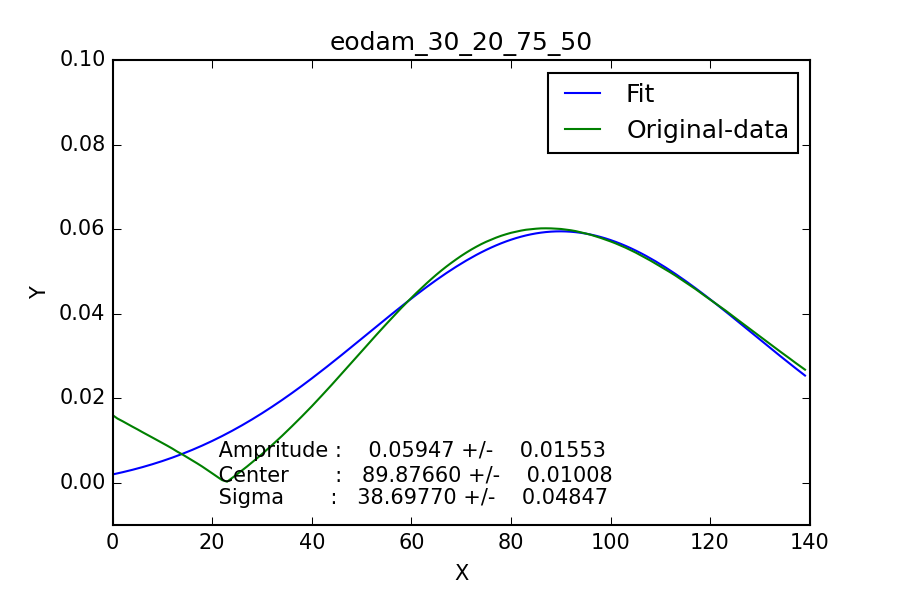 eodam_30_20_75_50
Fit
Original-data
0.10
0.08
0.06
0.04
0.02
0.00
Y
Ampritude : 0.05947 +/- 0.01553
Center : 89.87660 +/- 0.01008
Sigma : 38.69770 +/- 0.04847
0 20 40 60 80 100 120 140
X